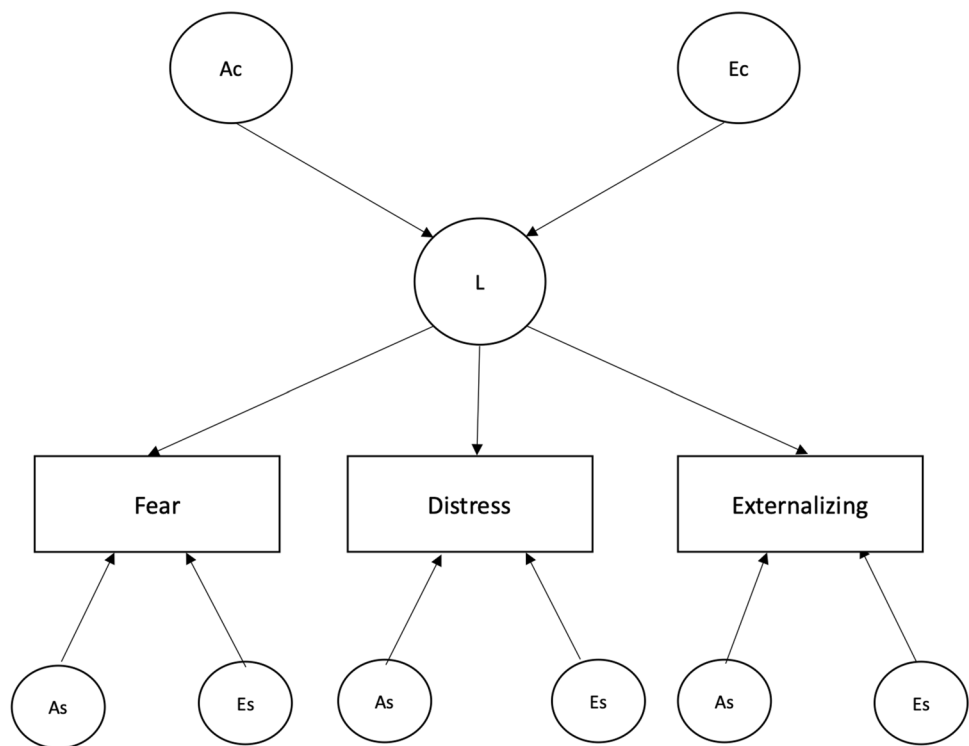 Ac
Ec
L
Fear
Distress
Externalizing
As
Es
As
Es
As
Es